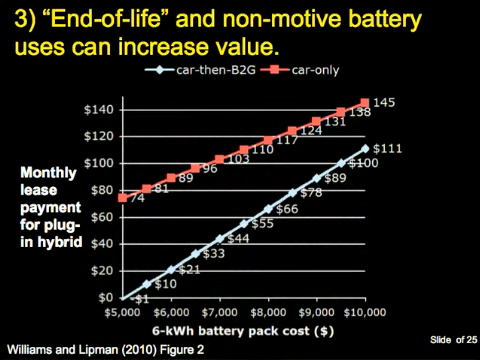 3) “End-of-life” and non-motive battery
uses can increase value.
car-then-B2G car-only
$140
$120
$100
$80
$60
$40
$20
$0
74
81
89
96
103
110
117
124
131
138
145
-$1
$10
$21
$33
$44
$55
$66
$78
$89
$100
$111
Monthly
lease
payment
for plug-
in hybrid
$5,000 $6,000 $7,000 $8,000 $9,000 $10,000
6-kWh battery pack cost ($)
Williams and Lipman (2010) Figure 2
Slide of 25